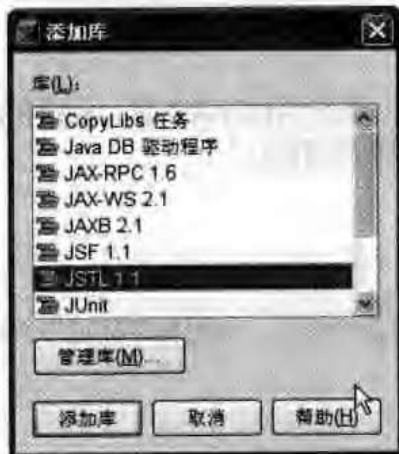 添加库
库(L):
CopyLibs 任务
Java DB 驱动程序
JAX-RPC 1.6
JAX-WS 2.1
JAXB 2.1
JSF 1.1
JSTL 1.1
JUnit
管理库(M)...
添加库
取消
帮助(H)